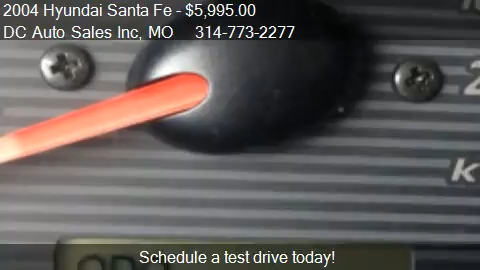 2004 Hyundai Santa Fe - $5,995.00
DC Auto Sales Inc, MO 314-773-2277
Schedule a test drive today!